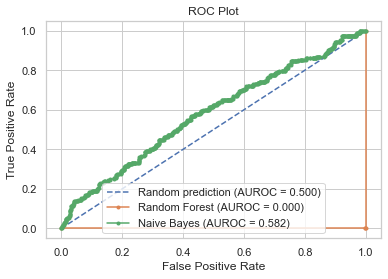 ROC Plot
True Positive Rate
1.0
0.8
0.6
0.4
0.2
0.0
Random prediction (AUROC = 0.500)
Random Forest (AUROC = 0.000)
Naive Bayes (AUROC = 0.582)
0.0 0.2 0.4 0.6 0.8 1.0
False Positive Rate